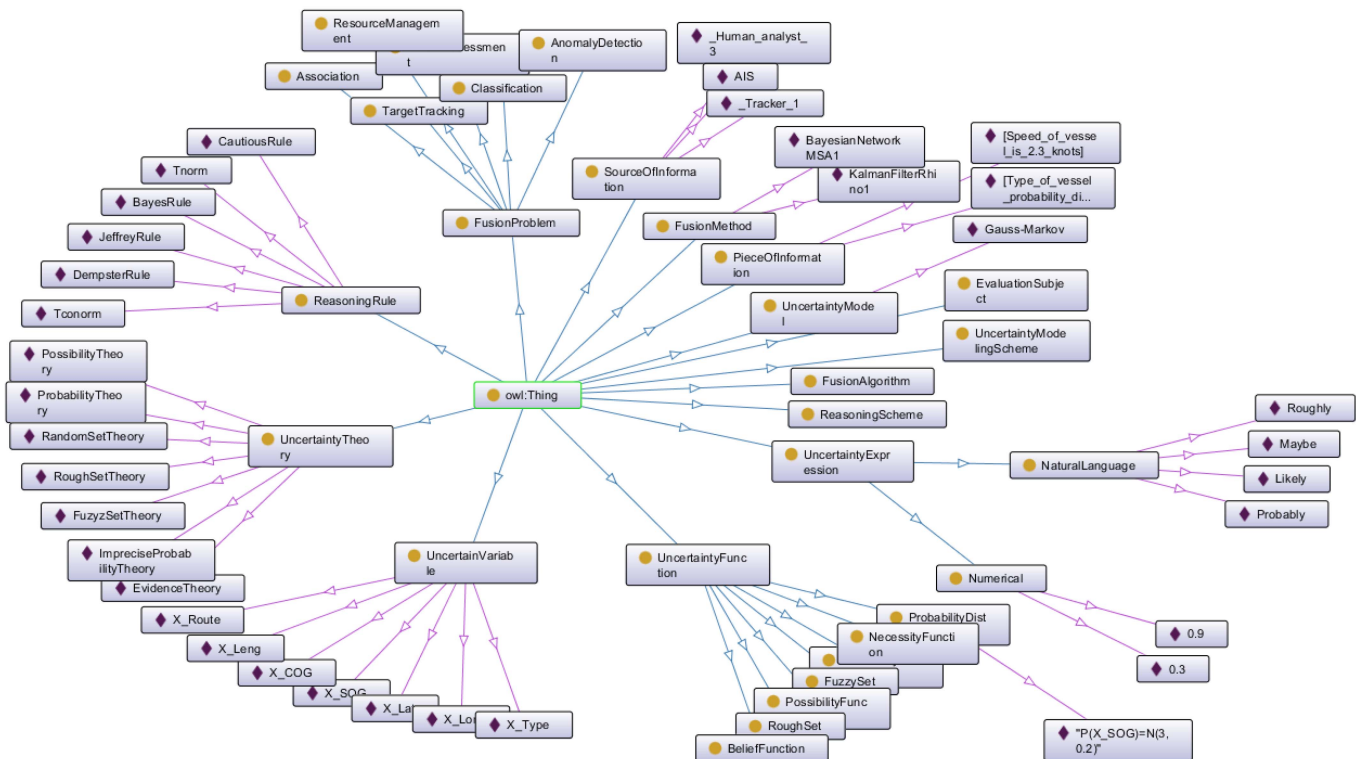 ResourceManagem
ent
essmen
t
AnomalyDetectio
n
_Human_analyst_
3
Association
Classification
AIS
TargetTracking
_Tracker_1
CautiousRule
BayesianNetwork
MSA1
[Speed_of_vesse
l_is_2.3_knots]
Tnorm
SourceOfInforma
tion
KalmanFilterRhi
no1
[Type_of_vessel
_probability_di...
BayesRule
FusionProblem
FusionMethod
Gauss-Markov
JeffreyRule
PieceOfInformat
ion
DempsterRule
EvaluationSubje
ct
ReasoningRule
UncertaintyMode
l
Tconorm
UncertaintyMode
lingScheme
PossibilityTheo
ry
FusionAlgorithm
ProbabilityTheo
ry
owl:Thing
ReasoningScheme
Roughly
RandomSetTheory
UncertaintyTheo
ry
Maybe
UncertaintyExpr
ession
NaturalLanguage
RoughSetTheory
Likely
FuzyzSetTheory
Probably
ImpreciseProbab
ilityTheory
UncertainVariab
le
UncertaintyFunc
tion
Numerical
EvidenceTheory
X_Route
ProbabilityDist
NecessityFuncti
on
0.9
X_Leng
0.3
X_COG
FuzzySet
X_SOG
PossibilityFunc
X_Lat
X_Lon
X_Type
RoughSet
"P(X_SOG)=N(3,
0.2)"
BeliefFunction